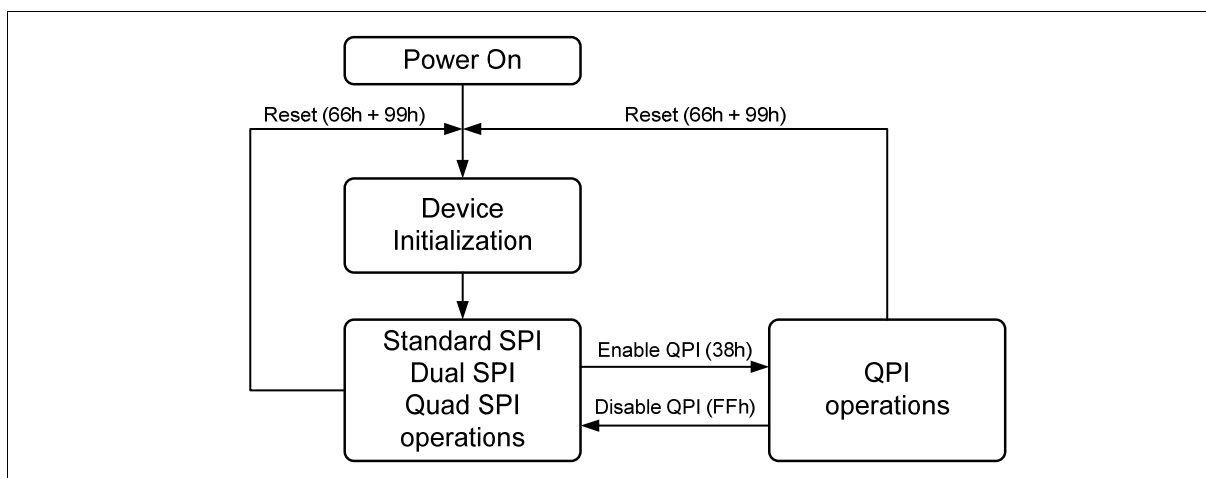 Power On
Reset (66h + 99h)
Reset (66h + 99h)
Device
Initialization
Standard SPI
Dual SPI
Quad SPI
operations
Enable QPI (38h)
Disable QPI (FFh)
QPI
operations